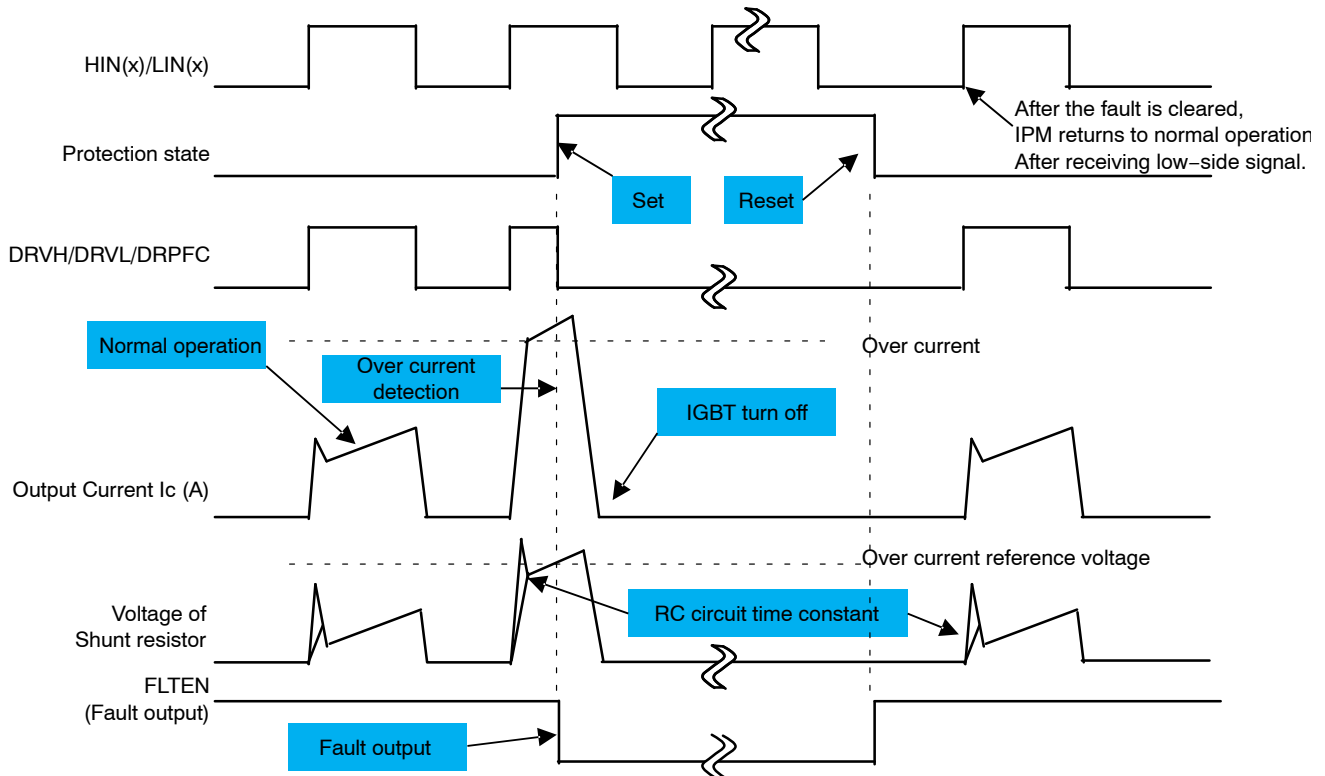 HIN(x)/LIN(x)
After the fault is cleared,
IPM returns to normal operation
After receiving low−side signal.
Protection state
Set
Reset
DRVH/DRVL/DRPFC
Normal operation
Over current
Over current
detection
IGBT turn off
Output Current Ic (A)
Over current reference voltage
Voltage of
Shunt resistor
RC circuit time constant
FLTEN
(Fault output)
Fault output